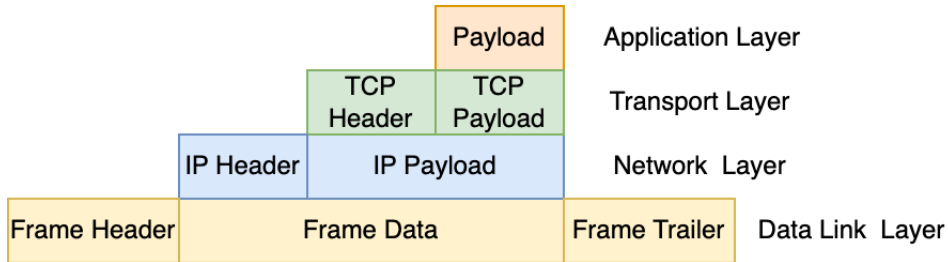 Payload Application Layer
TCP Header TCP Payload Transport Layer
IP Header IP Payload Network Layer
Frame Header Frame Data Frame Trailer Data Link Layer